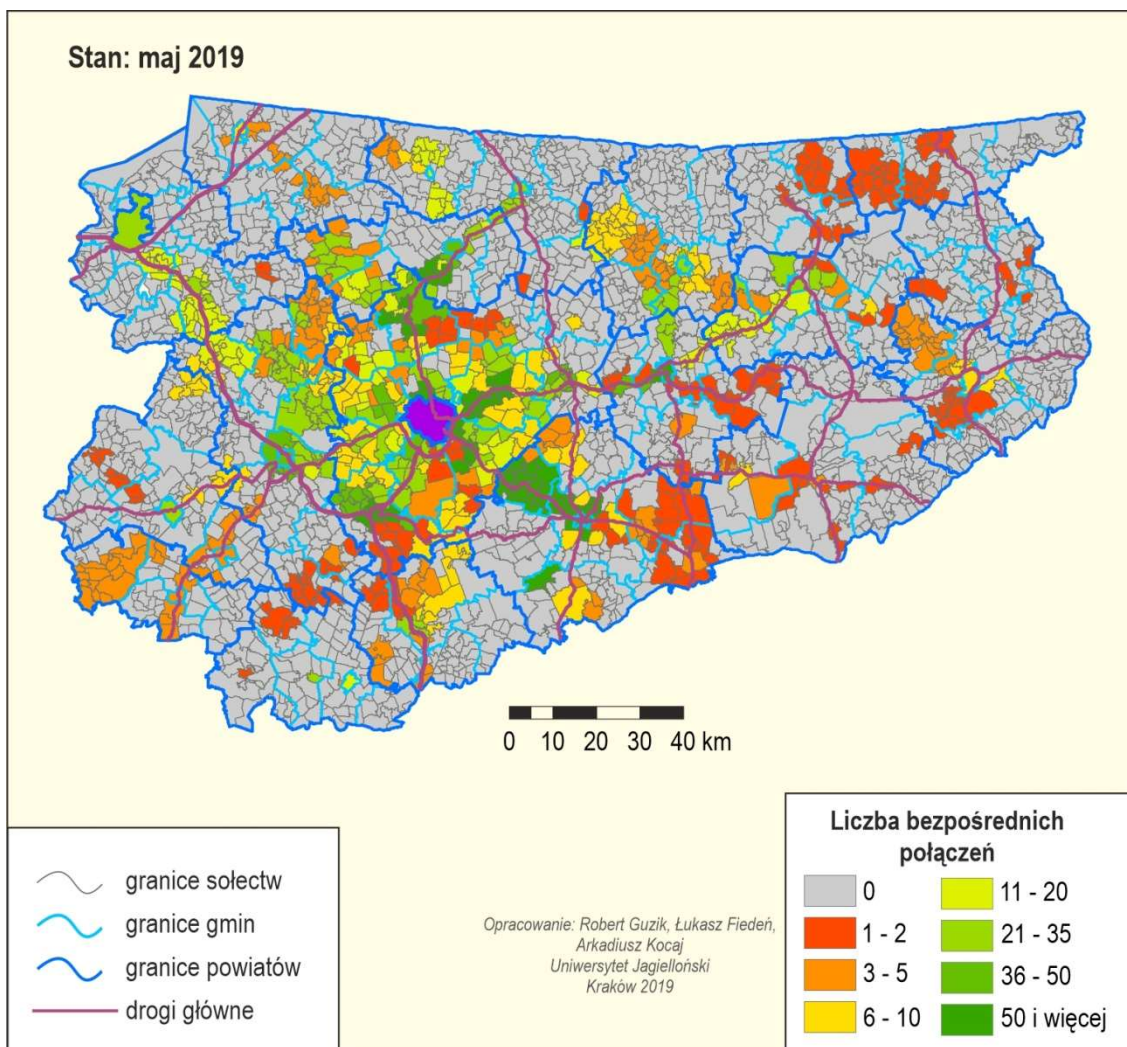 Stan: maj 2019
0 10 20 30 40 km
granice sołectw
granice gmin
granice powiatów
drogi główne
Opracowanie: Robert Guzik, Łukasz Fiedeń,
Arkadiusz Kocaj
Uniwersytet Jagielloński
Kraków 2019
Liczba bezpośrednich
połączeń
0
1 - 2
3 - 5
6 - 10
11 - 20
21 - 35
36 - 50
50 i więcej